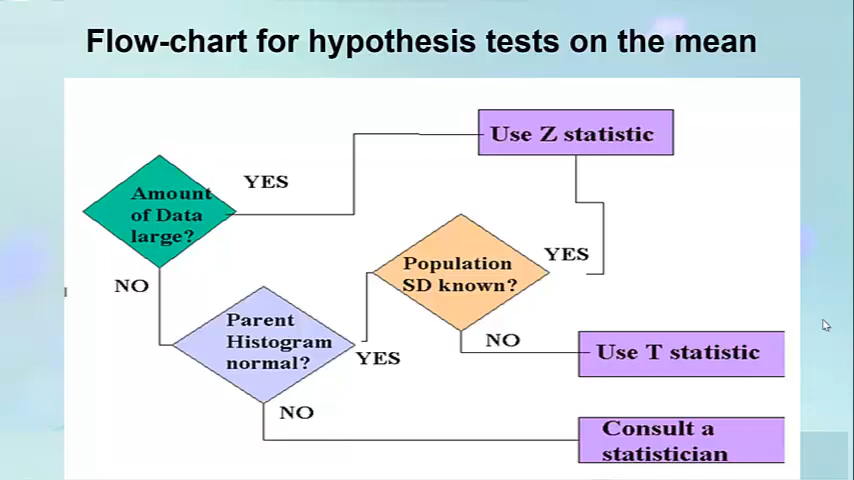 Flow-chart for hypothesis tests on the mean
Use Z statistic
YES
Amount
of Data
large?
Population
SD known?
YES
NO
Parent
Histogram
normal?
YES
NO
Use T statistic
NO
Consult a
statistician